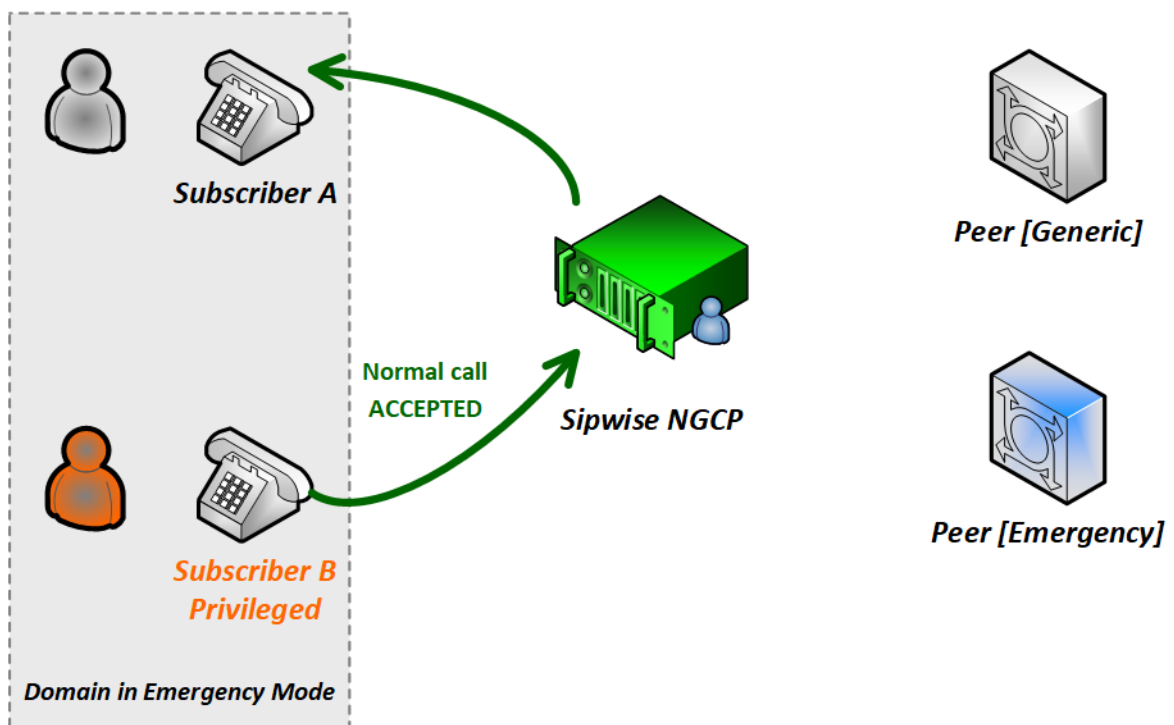 Subscriber A
Peer [Generic]
Normal call
ACCEPTED
Sipwise NGCP
Peer [Emergency]
Subscriber B
Privileged
Domain in Emergency Mode